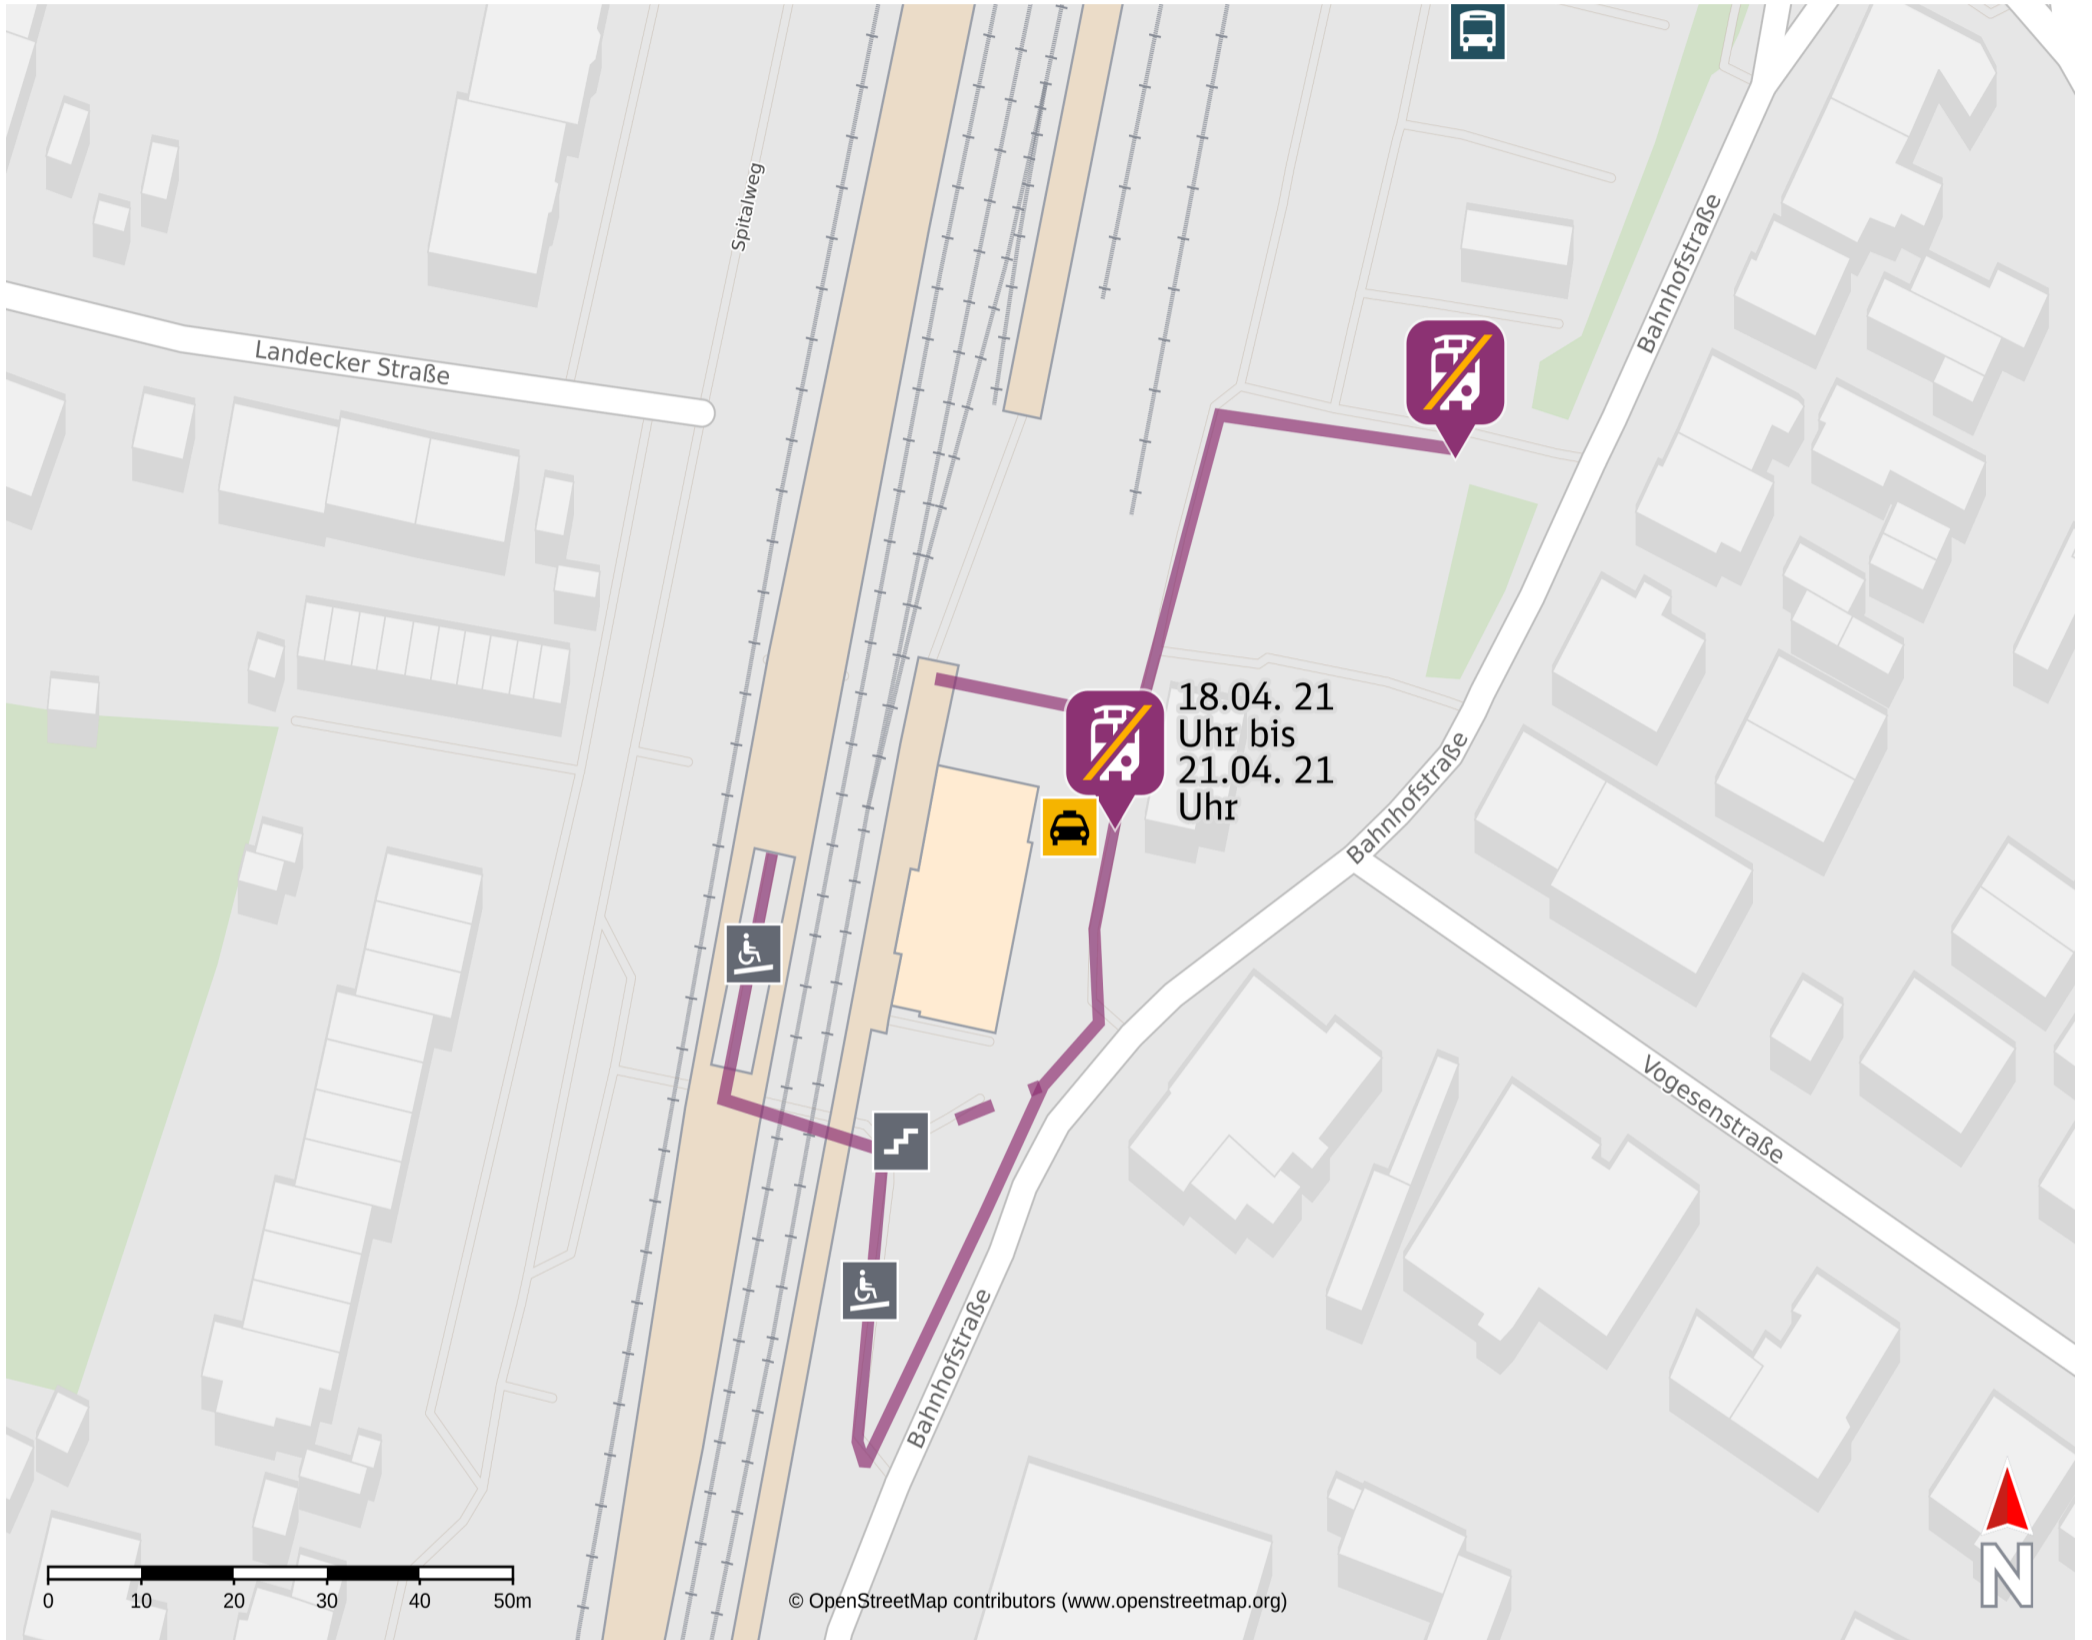 Spitalweg
Bahnhofstraße
Landecker Straße
18.04. 21
Uhr bis
21.04. 21
Uhr
Bahnhofstraße
Vogesenstraße
Bahnhofstraße
0 10 20 30 40 50m
© OpenStreetMap contributors (www.openstreetmap.org)
N